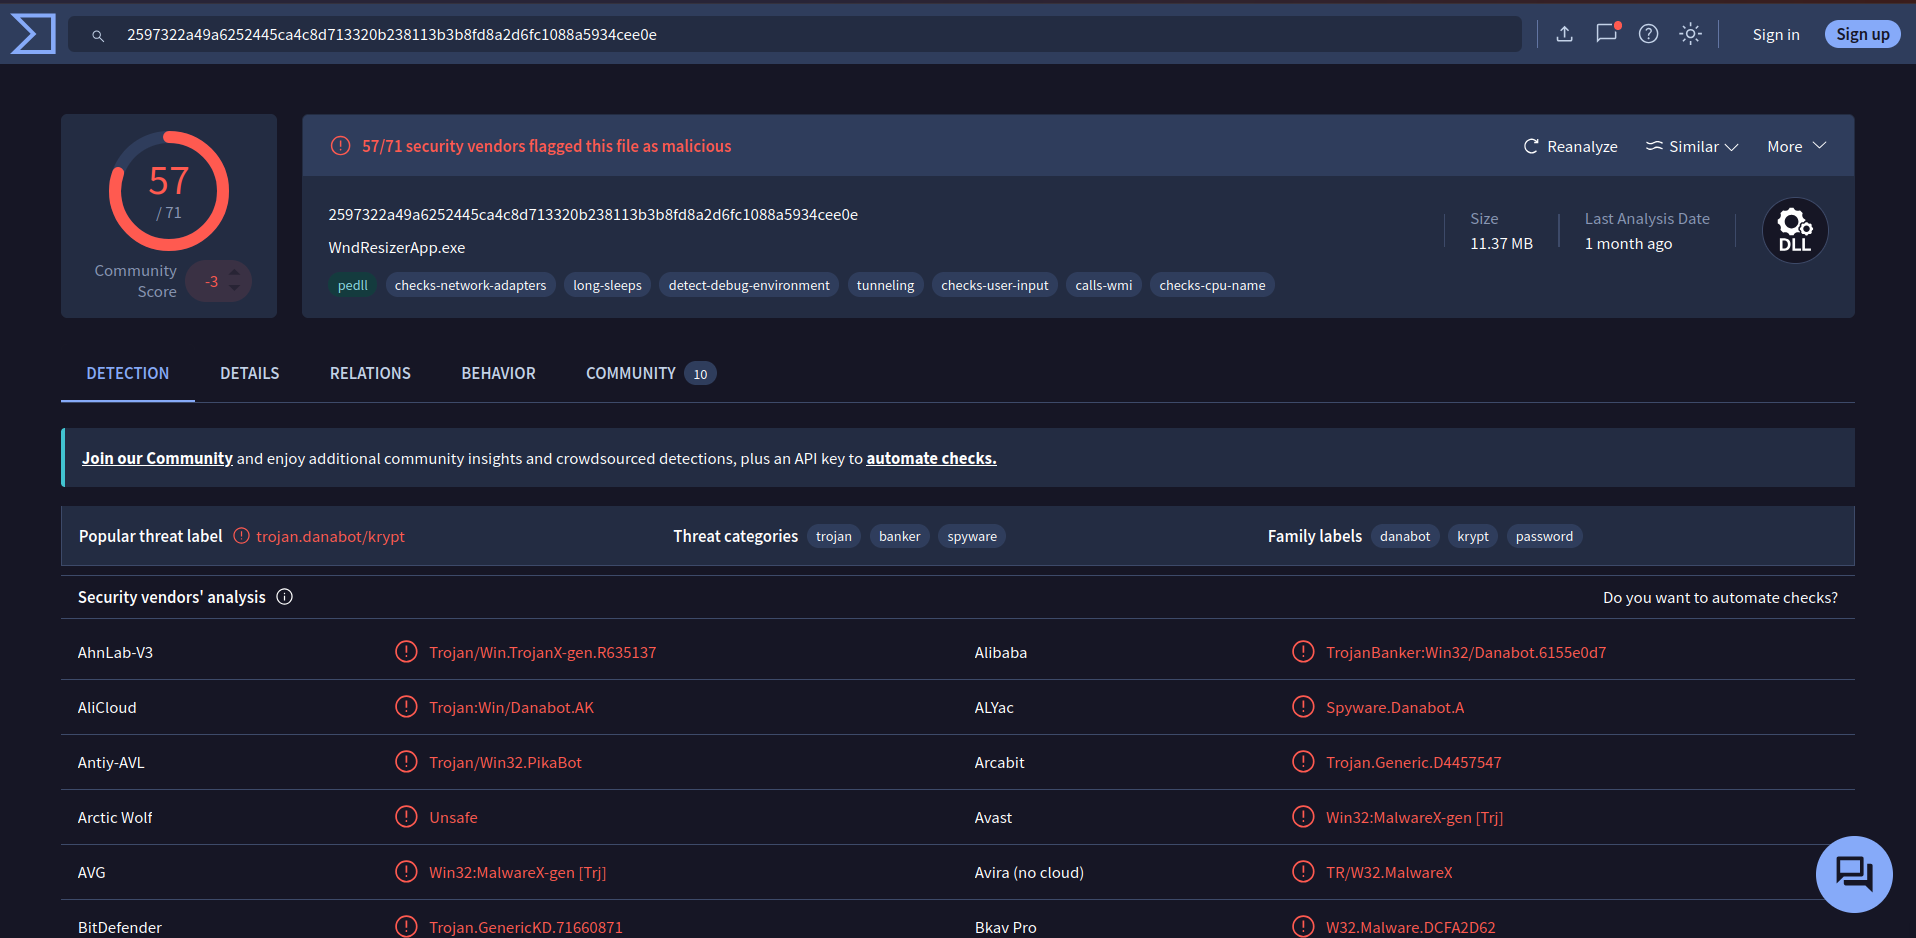 2597322a49a6252445ca4c8d713320b238113b3b8fd8a2d6fc1088a5934cee0e
Sign in
Sign up
57
/ 71
Community
Score
-3
57/71 security vendors flagged this file as malicious
Reanalyze
Similar
More
2597322a49a6252445ca4c8d713320b238113b3b8fd8a2d6fc1088a5934cee0e
WndResizerApp.exe
pedll
checks-network-adapters
long-sleeps
detect-debug-environment
tunneling
checks-user-input
calls-wmi
checks-cpu-name
Size
11.37 MB
Last Analysis Date
1 month ago
DLL
DETECTION
DETAILS
RELATIONS
BEHAVIOR
COMMUNITY 10
Join our Community and enjoy additional community insights and crowdsourced detections, plus an API key to automate checks.
Popular threat label trojan.danabot/krypt
Threat categories trojan banker spyware
Family labels danabot krypt password
Security vendors' analysis
Do you want to automate checks?
AhnLab-V3 Trojan/Win.TrojanX-gen.R635137 Alibaba TrojanBanker:Win32/Danabot.6155e0d7
AliCloud Trojan:Win/Danabot.AK ALYac Spyware.Danabot.A
Antiy-AVL Trojan/Win32.PikaBot Arcabit Trojan.Generic.D4457547
Arctic Wolf Unsafe Avast Win32:MalwareX-gen [Trj]
AVG Win32:MalwareX-gen [Trj] Avira (no cloud) TR/W32.MalwareX
BitDefender Trojan.GenericKD.71660871 Bkav Pro W32.Malware.DCFA2D62